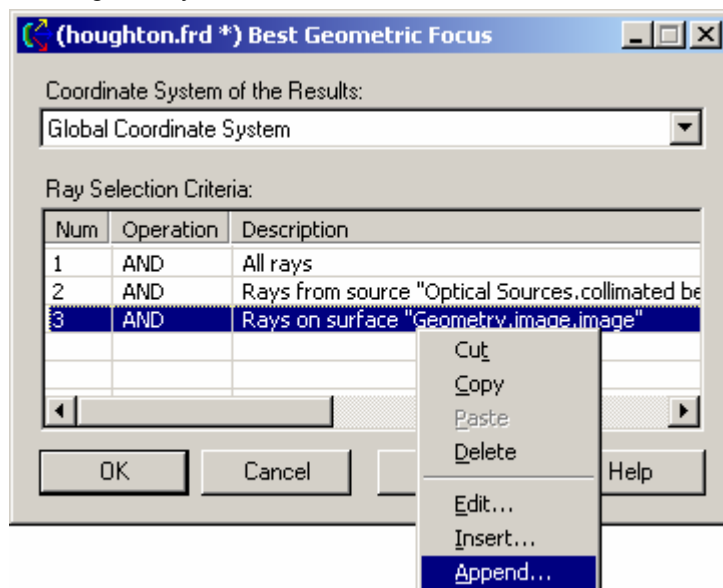 (houghton.frd *) Best Geometric Focus
Coordinate System of the Results:
Global Coordinate System
Ray Selection Criteria:
Num Operation Description
1 AND All rays
2 AND Rays from source "Optical Sources.collimated be
3 AND Rays on surface "Geometry.image.image"
Cut
Copy
Paste
Delete
OK Cancel Help
Edit...
Insert...
Append...